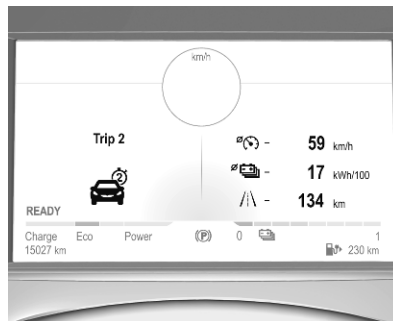 km/h
Trip 2
ø - 59 km/h
2
ø - 17 kWh/100
- 134 km
READY
Charge Eco Power (P) 0 1
15027 km 230 km